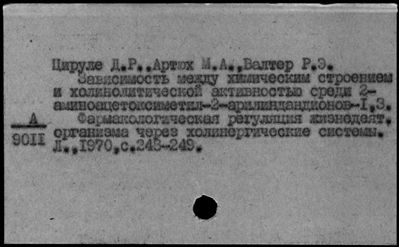 Цируле Д.Р.,Артюх М.А.,Валтер Р.Э.
Зависимость между химическим строением
и холинолитической активностью среди 2-
аминоацетоксиметил-2-арилиндандионов-1,3.
А
9011
Фармакологическая регуляция жизнедеят.
организма через холинергические системы.
Л.,1970,с.243-249.